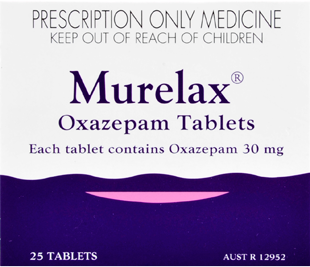 PRESCRIPTION ONLY MEDICINE
KEEP OUT OF REACH OF CHILDREN
Murelax®
Oxazepam Tablets
Each tablet contains Oxazepam 30 mg
25 TABLETS
AUST R 12952